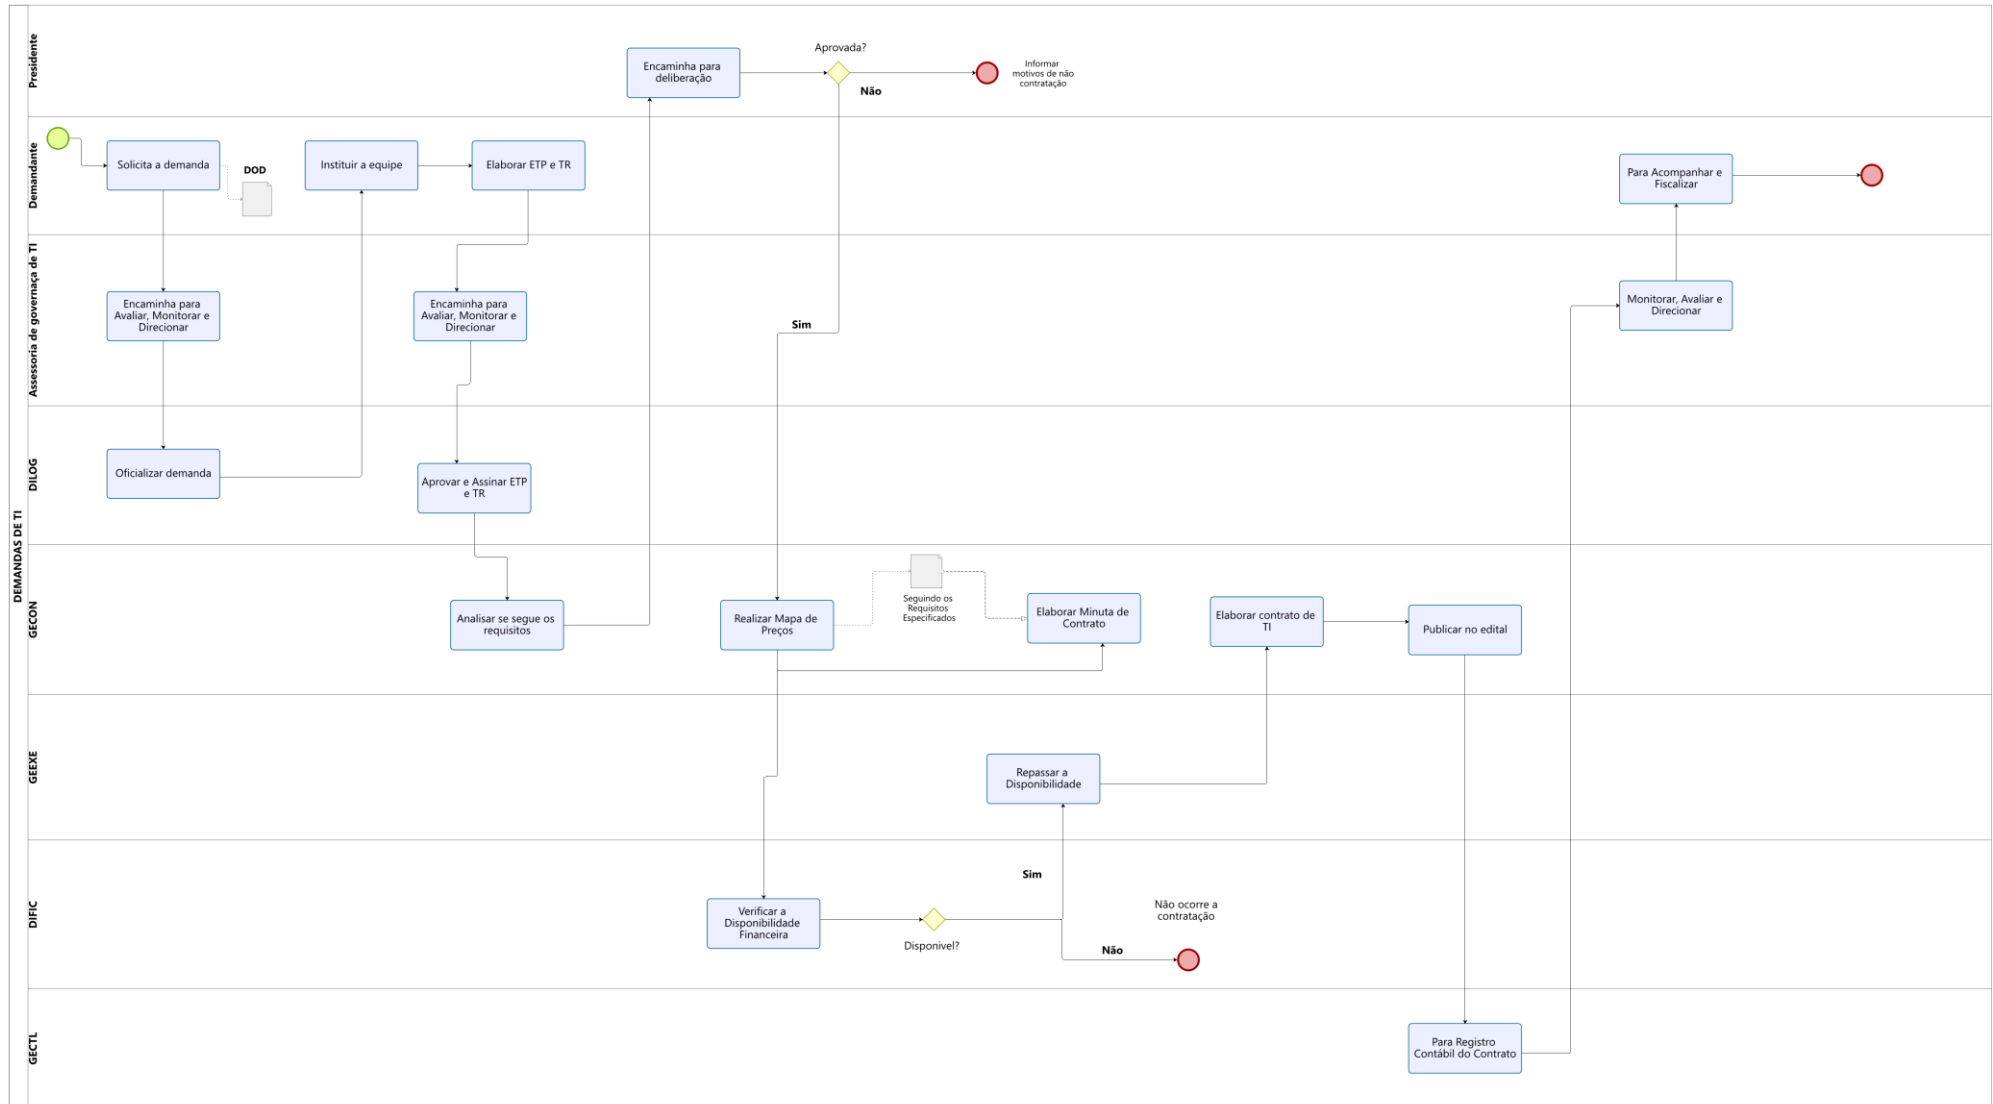 DEMANDAS DE TI
Presidente
Encaminha para
deliberação
Aprovada?
Não
Informar
motivos de não
contratação
Demandante
Solicita a demanda
DOD
Instituir a equipe
Elaborar ETP e TR
Para Acompanhar e
Fiscalizar
Assessoria de governaça de TI
Encaminha para
Avaliar, Monitorar e
Direcionar
Encaminha para
Avaliar, Monitorar e
Direcionar
Sim
Monitorar, Avaliar e
Direcionar
DILOG
Oficializar demanda
Aprovar e Assinar ETP
e TR
GECON
Analisar se segue os
requisitos
Realizar Mapa de
Preços
Seguindo os
Requisitos
Especificados
Elaborar Minuta de
Contrato
Elaborar contrato de
TI
Publicar no edital
GEEXE
Repassar a
Disponibilidade
DIFIC
Verificar a
Disponibilidade
Financeira
Disponivel?
Sim
Não
Não ocorre a
contratação
GECTL
Para Registro
Contábil do Contrato